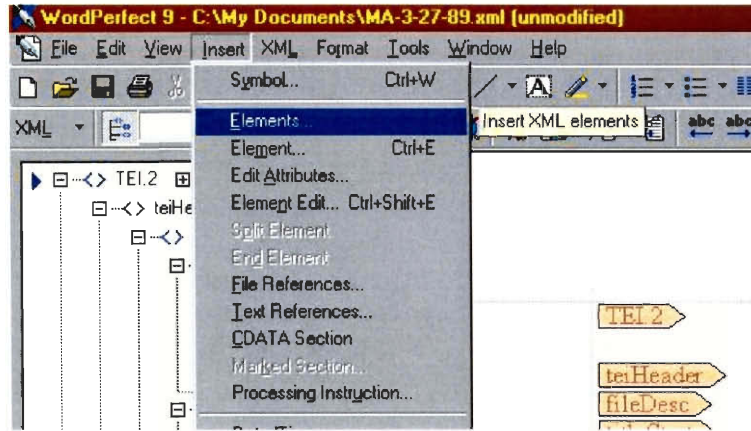 WordPerfect 9 - C:\My Documents\MA-3-27-89.xml (unmodified)
File Edit View Insert XML Format Tools Window Help
Symbol... Ctrl+W
XML
Elements...
Insert XML elements
abc abc
Element... Ctrl+E
TEI.2
Edit Attributes...
teiHe
Element Edit... Ctrl+Shift+E
Split Element
End Element
File References...
Text References...
TEI.2
CDATA Section
Marked Section...
teiHeader
Processing Instruction...
fileDesc